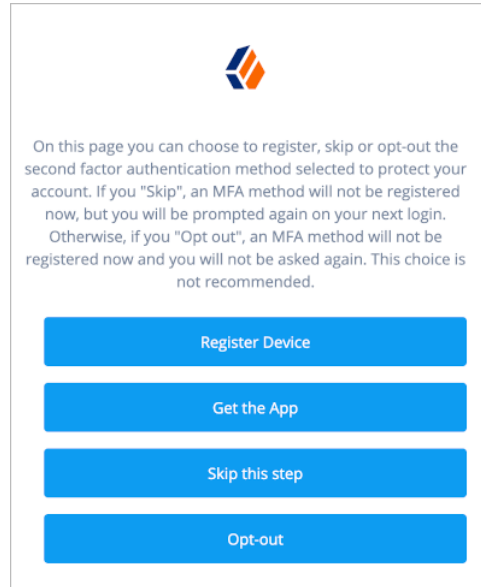 On this page you can choose to register, skip or opt-out the
second factor authentication method selected to protect your
account. If you "Skip", an MFA method will not be registered
now, but you will be prompted again on your next login.
Otherwise, if you "Opt out", an MFA method will not be
registered now and you will not be asked again. This choice is
not recommended.
Register Device
Get the App
Skip this step
Opt-out